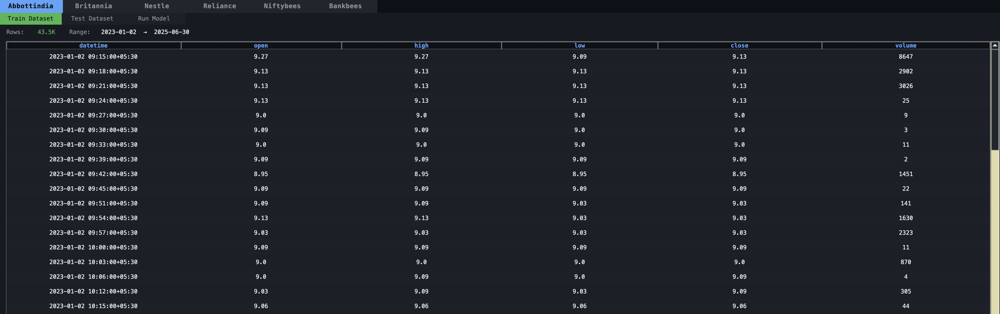 Abbottindia Britannia Nestle Reliance Niftybees Bankbees
Train Dataset Test Dataset Run Model
Rows: 43.5K Range: 2023-01-02 → 2025-06-30
datetime open high low close volume
2023-01-02 09:15:00+05:30 9.27 9.27 9.09 9.13 8647
2023-01-02 09:18:00+05:30 9.13 9.13 9.13 9.13 2902
2023-01-02 09:21:00+05:30 9.13 9.13 9.13 9.13 3026
2023-01-02 09:24:00+05:30 9.13 9.13 9.13 9.13 25
2023-01-02 09:27:00+05:30 9.0 9.0 9.0 9.0 9
2023-01-02 09:30:00+05:30 9.09 9.09 9.0 9.0 3
2023-01-02 09:33:00+05:30 9.0 9.0 9.0 9.0 11
2023-01-02 09:39:00+05:30 9.09 9.09 9.09 9.09 2
2023-01-02 09:42:00+05:30 8.95 8.95 8.95 8.95 1451
2023-01-02 09:45:00+05:30 9.09 9.09 9.09 9.09 22
2023-01-02 09:51:00+05:30 9.09 9.09 9.03 9.03 141
2023-01-02 09:54:00+05:30 9.13 9.13 9.03 9.03 1630
2023-01-02 09:57:00+05:30 9.03 9.03 9.03 9.03 2323
2023-01-02 10:00:00+05:30 9.09 9.09 9.09 9.09 11
2023-01-02 10:03:00+05:30 9.0 9.0 9.0 9.0 870
2023-01-02 10:06:00+05:30 9.0 9.09 9.0 9.09 4
2023-01-02 10:12:00+05:30 9.03 9.09 9.03 9.09 305
2023-01-02 10:15:00+05:30 9.06 9.06 9.06 9.06 44